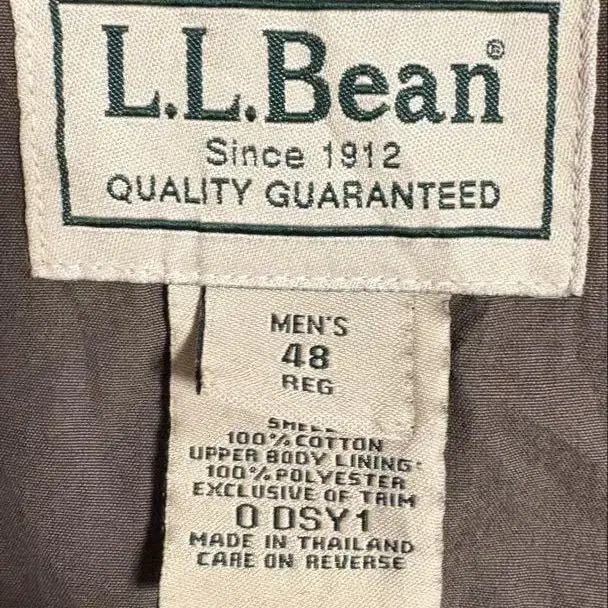 L.L.Bean®
Since 1912
QUALITY GUARANTEED
MEN'S
48
REG
100% COTTON
UPPER BODY LINING:
100% POLYESTER
EXCLUSIVE OF TRIM
0 DSY1
MADE IN THAILAND
CARE ON REVERSE